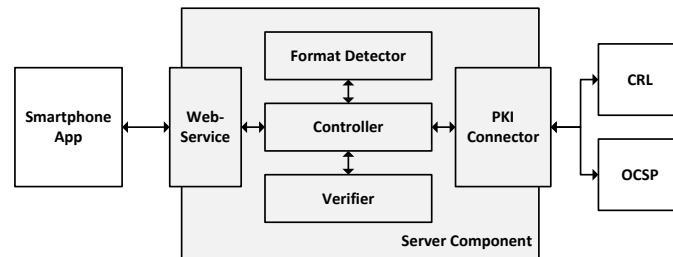 Format Detector
CRL
Smartphone
App
Web-
Service
Controller
PKI
Connector
OCSP
Verifier
Server Component